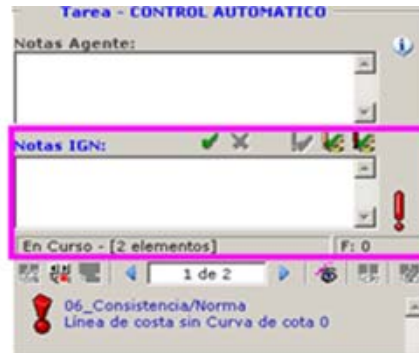 Tarea - CONTROL AUTOMATICO
Notas Agente:
Notas IGN:
En Curso - [2 elementos] F: 0
1 de 2
06_Consistencia/Norma
Línea de costa sin Curva de cota 0